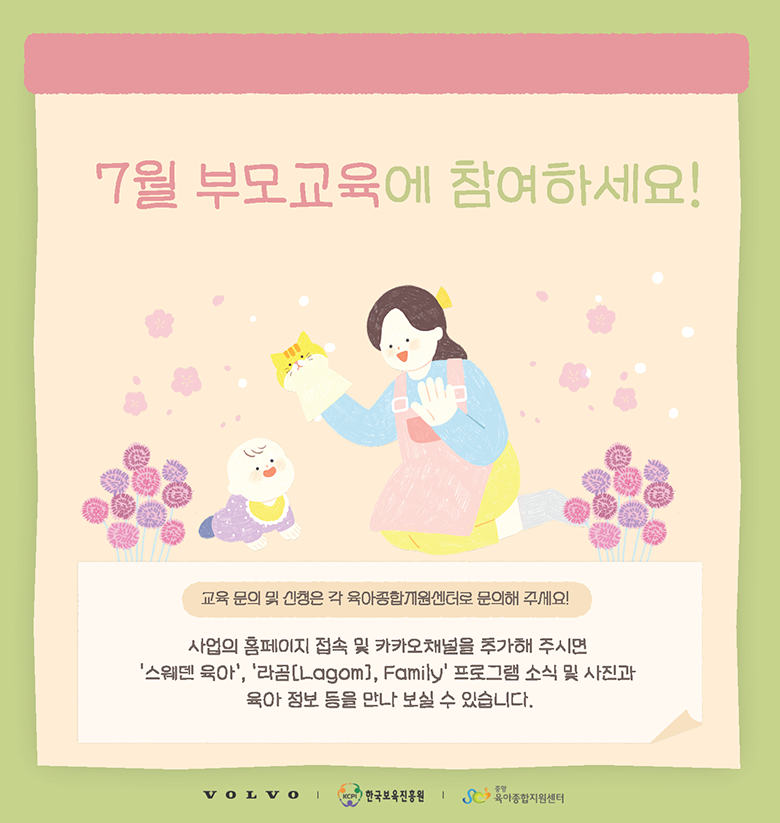 7월 부모교육에 참여하세요!
교육 문의 및 신청은 각 육아종합지원센터로 문의해 주세요!
사업의 홈페이지 접속 및 카카오채널을 추가해 주시면
'스웨덴 육아', '라곰[Lagom], Family' 프로그램 소식 및 사진과
육아 정보 등을 만나 보실 수 있습니다.
VOLVO | KCPI 한국보육진흥원 | 중앙 육아종합지원센터